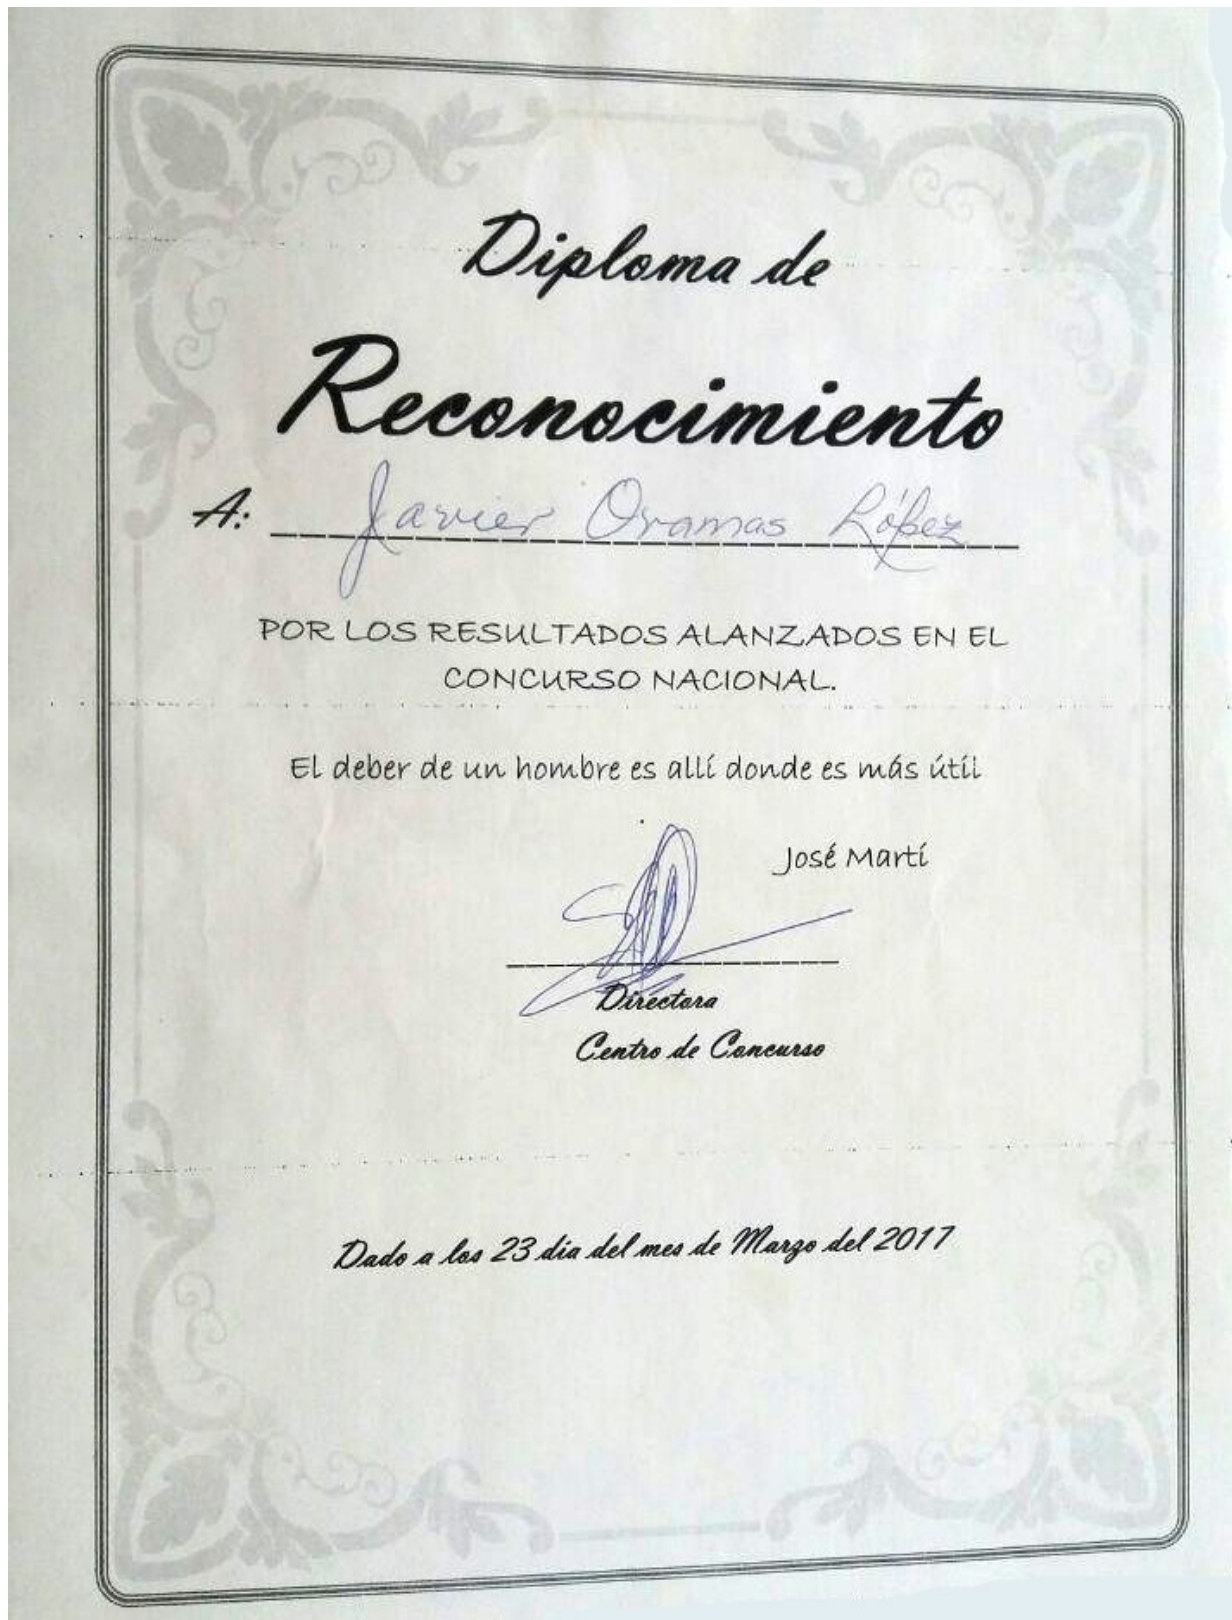 Diploma de
Reconocimiento
A: Javier Oramas López
POR LOS RESULTADOS ALANZADOS EN EL
CONCURSO NACIONAL.
El deber de un hombre es allí donde es más útil
José Martí
Directora
Centro de Concurso
Dado a los 23 día del mes de Marzo del 2017